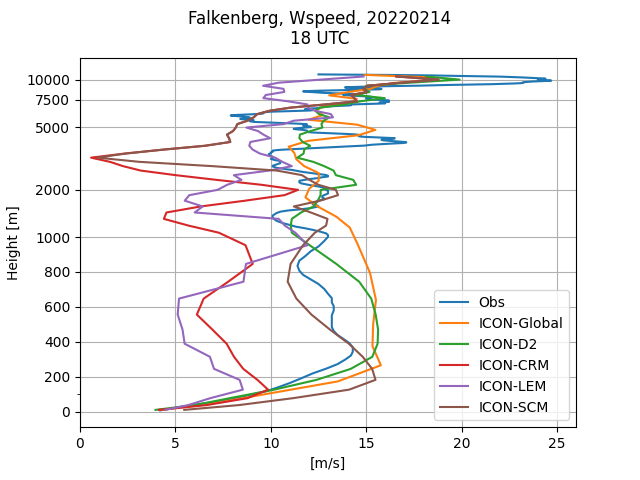 Falkenberg, Wspeed, 20220214
18 UTC
10000
7500
5000
2000
1000
800
600
400
200
0
Height [m]
0 5 10 15 20 25
[m/s]
Obs
ICON-Global
ICON-D2
ICON-CRM
ICON-LEM
ICON-SCM